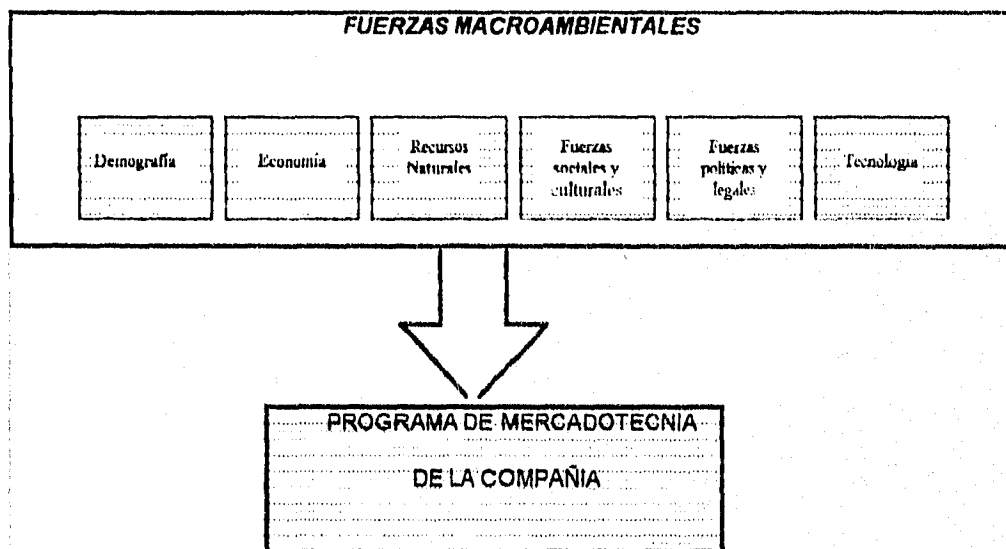 FUERZAS MACROAMBIENTALES
Demografía
Economía
Recursos
Naturales
Fuerzas
sociales y
culturales
Fuerzas
políticas y
legales
Tecnología
PROGRAMA DE MERCADOTECNIA
DE LA COMPAÑIA